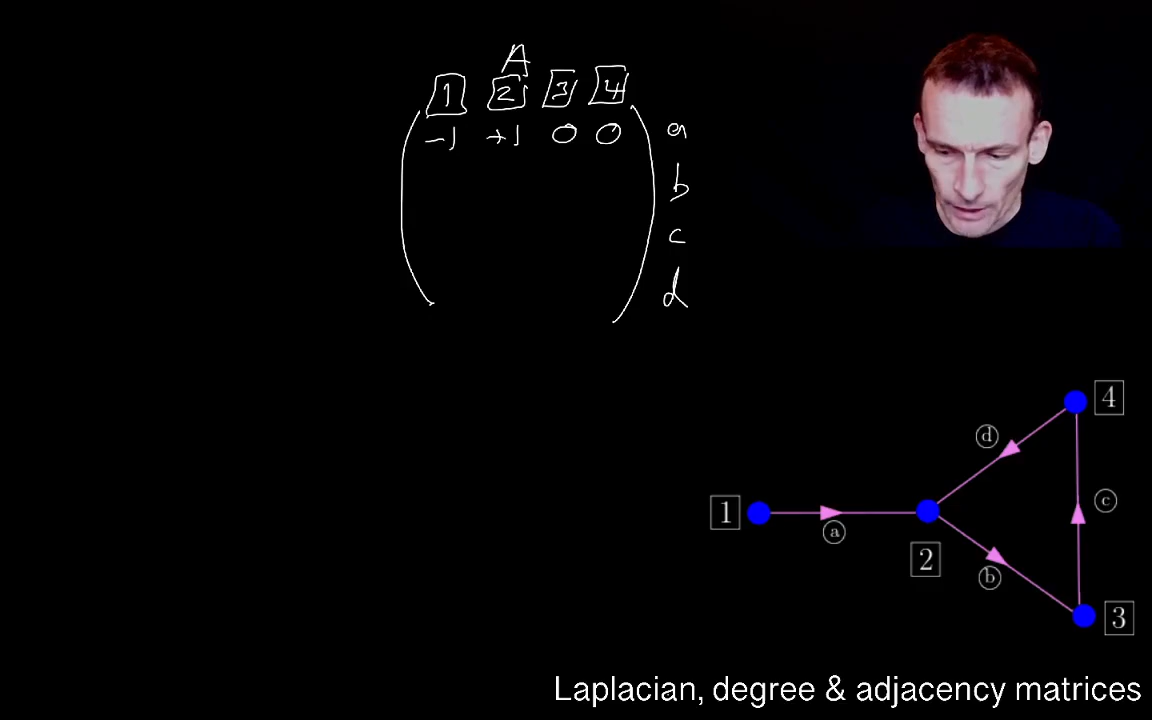 A
1 2 3 4
-1 +1 0 0 a
b
c
d
4
d
c
1
a
2
b
3
Laplacian, degree & adjacency matrices